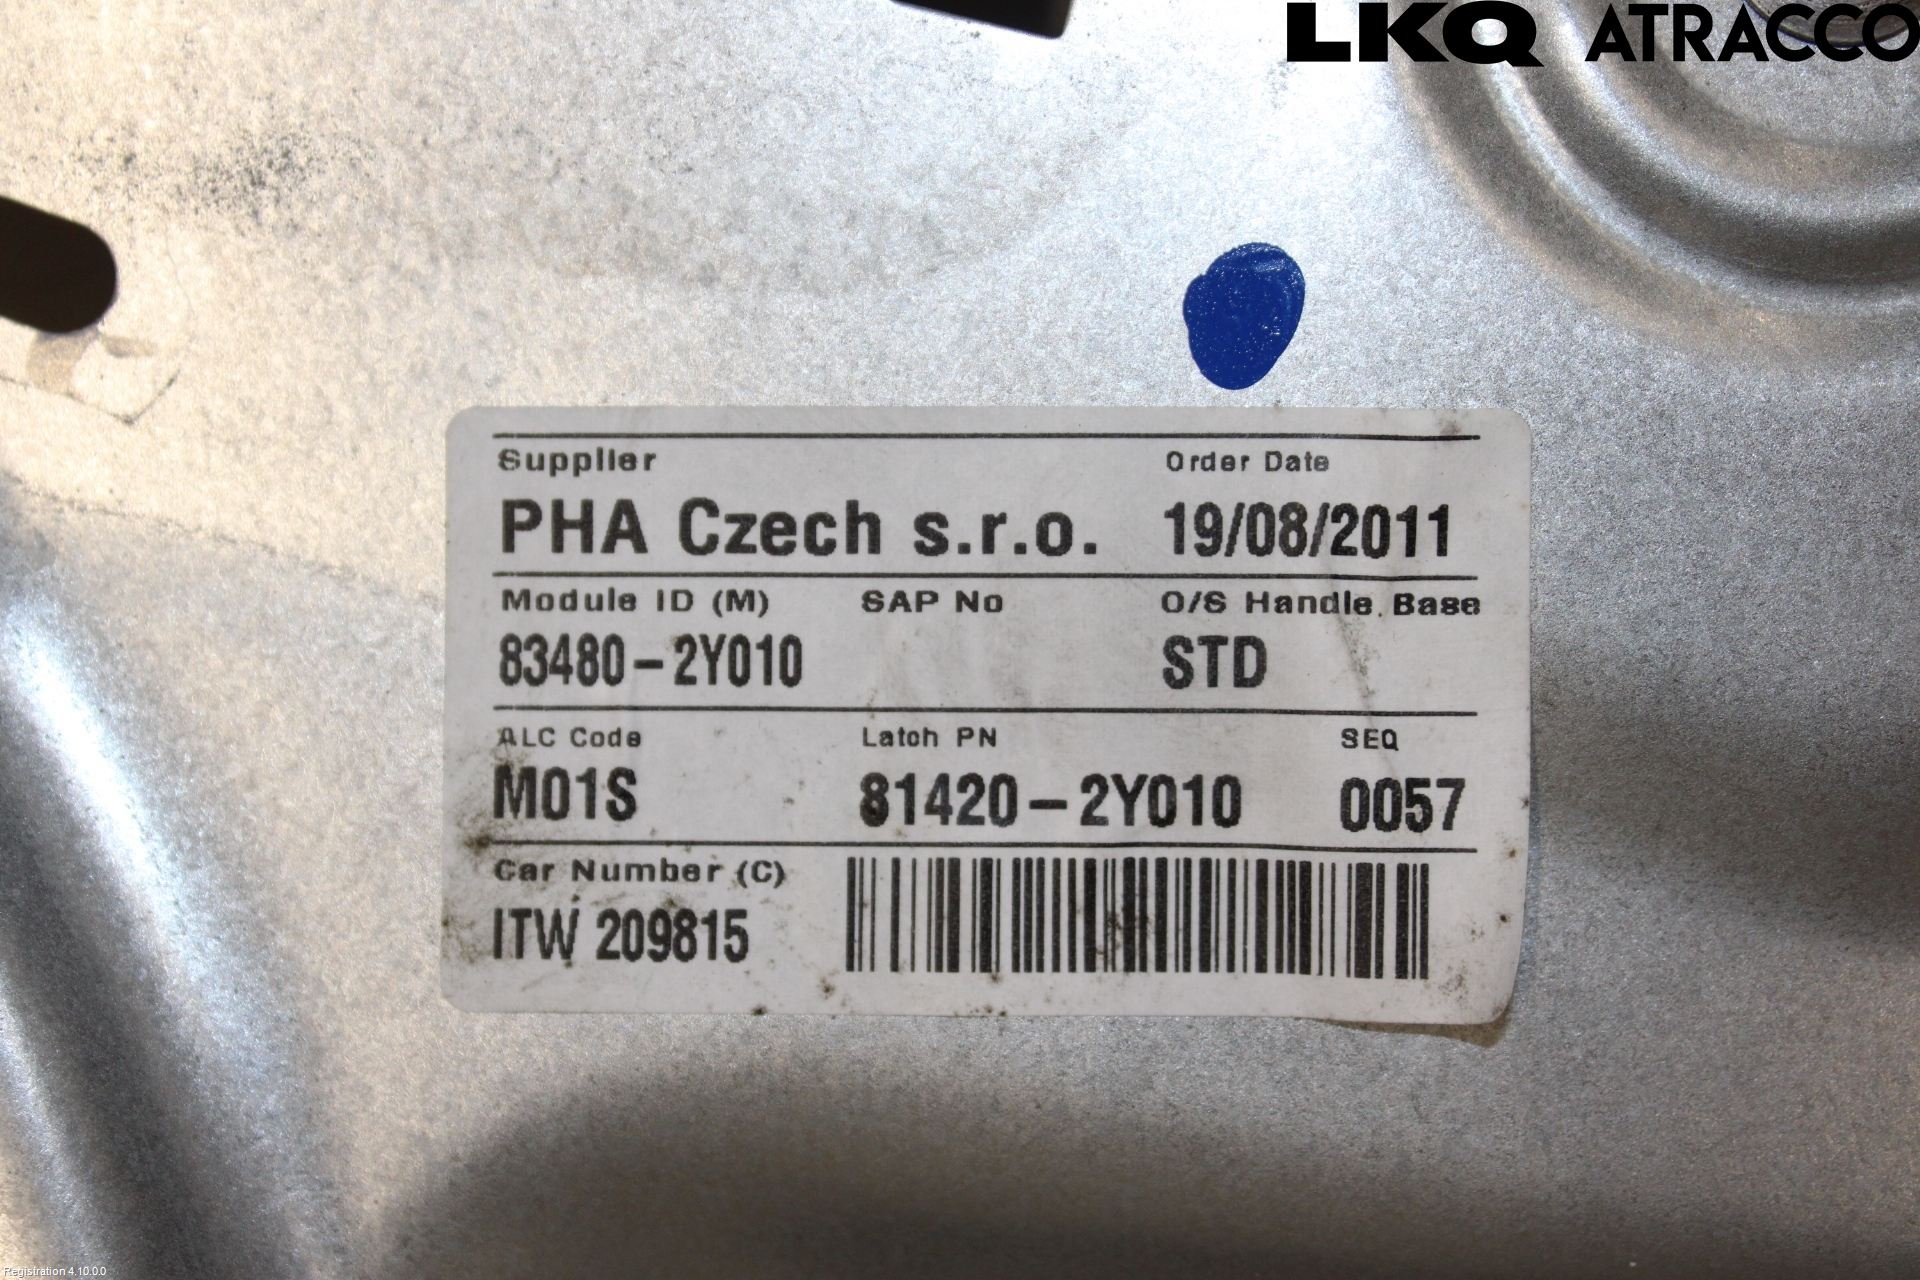 LKQ ATRACCO
Supplier Order Date
PHA Czech s.r.o. 19/08/2011
Module ID (M) SAP No O/S Handle Base
83480-2Y010 STD
ALC Code Latch PN SEQ
M01S 81420-2Y010 0057
Car Number (C)
ITW 209815
Registration 4.10.0.0